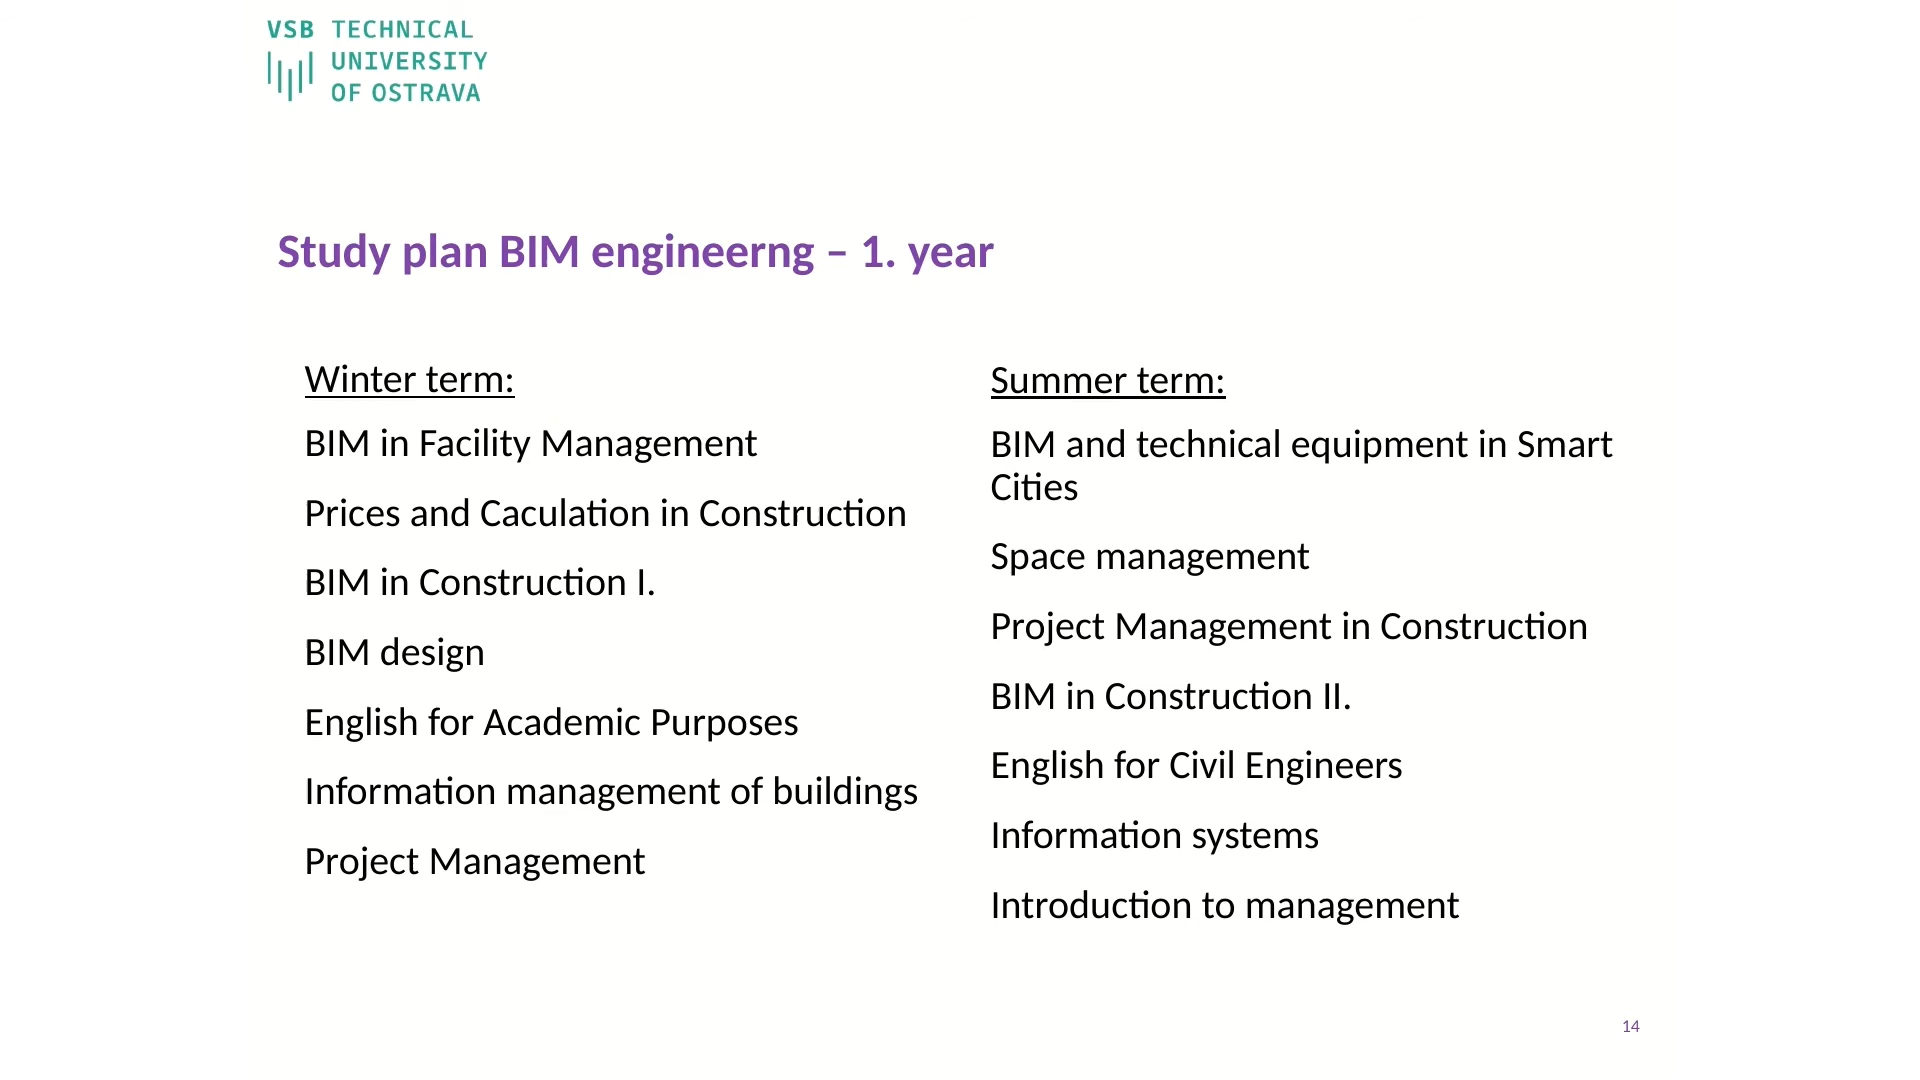 VSB TECHNICAL
UNIVERSITY
OF OSTRAVA
Study plan BIM engineerng – 1. year
Winter term:
BIM in Facility Management
Prices and Caculation in Construction
BIM in Construction I.
BIM design
English for Academic Purposes
Information management of buildings
Project Management
Summer term:
BIM and technical equipment in Smart
Cities
Space management
Project Management in Construction
BIM in Construction II.
English for Civil Engineers
Information systems
Introduction to management
14